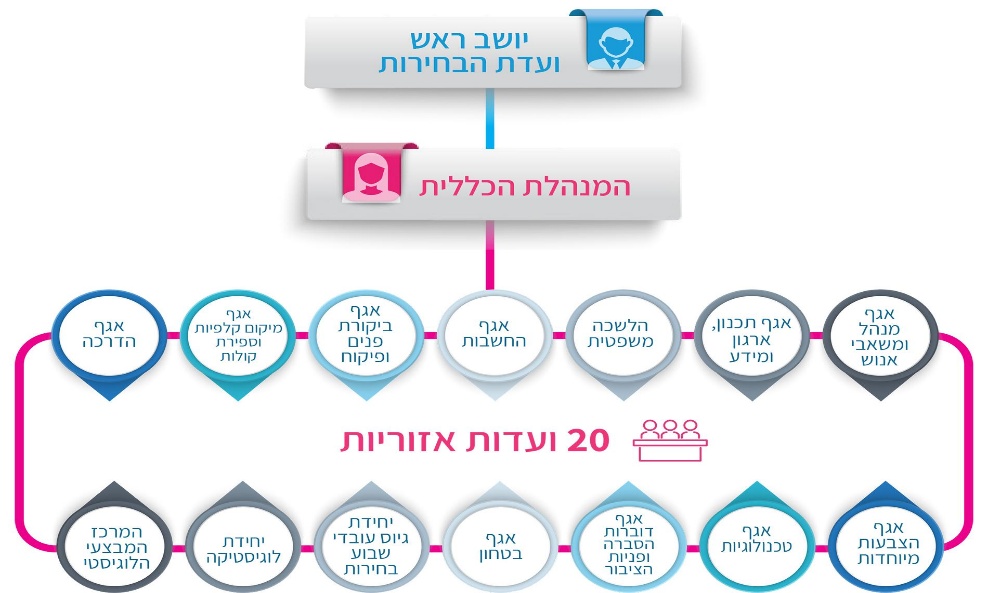 יושב ראש
ועדת הבחירות
המנהלת הכללית
אגף
מנהל
ומשאבי
אנוש
אגף תכנון,
ארגון
ומידע
הלשכה
משפטית
אגף
החשבות
אגף
ביקורת
פנים
ופיקוח
אגף
מיקום קלפיות
וספירת
קולות
אגף
הדרכה
20 ועדות אזוריות
אגף
הצבעות
מיוחדות
אגף
טכנולוגיות
אגף
דוברות
הסברה
ופניות
הציבור
אגף
בטחון
יחידת
גיוס עובדי
שבוע
בחירות
יחידת
לוגיסטיקה
המרכז
המבצעי
הלוגיסטי